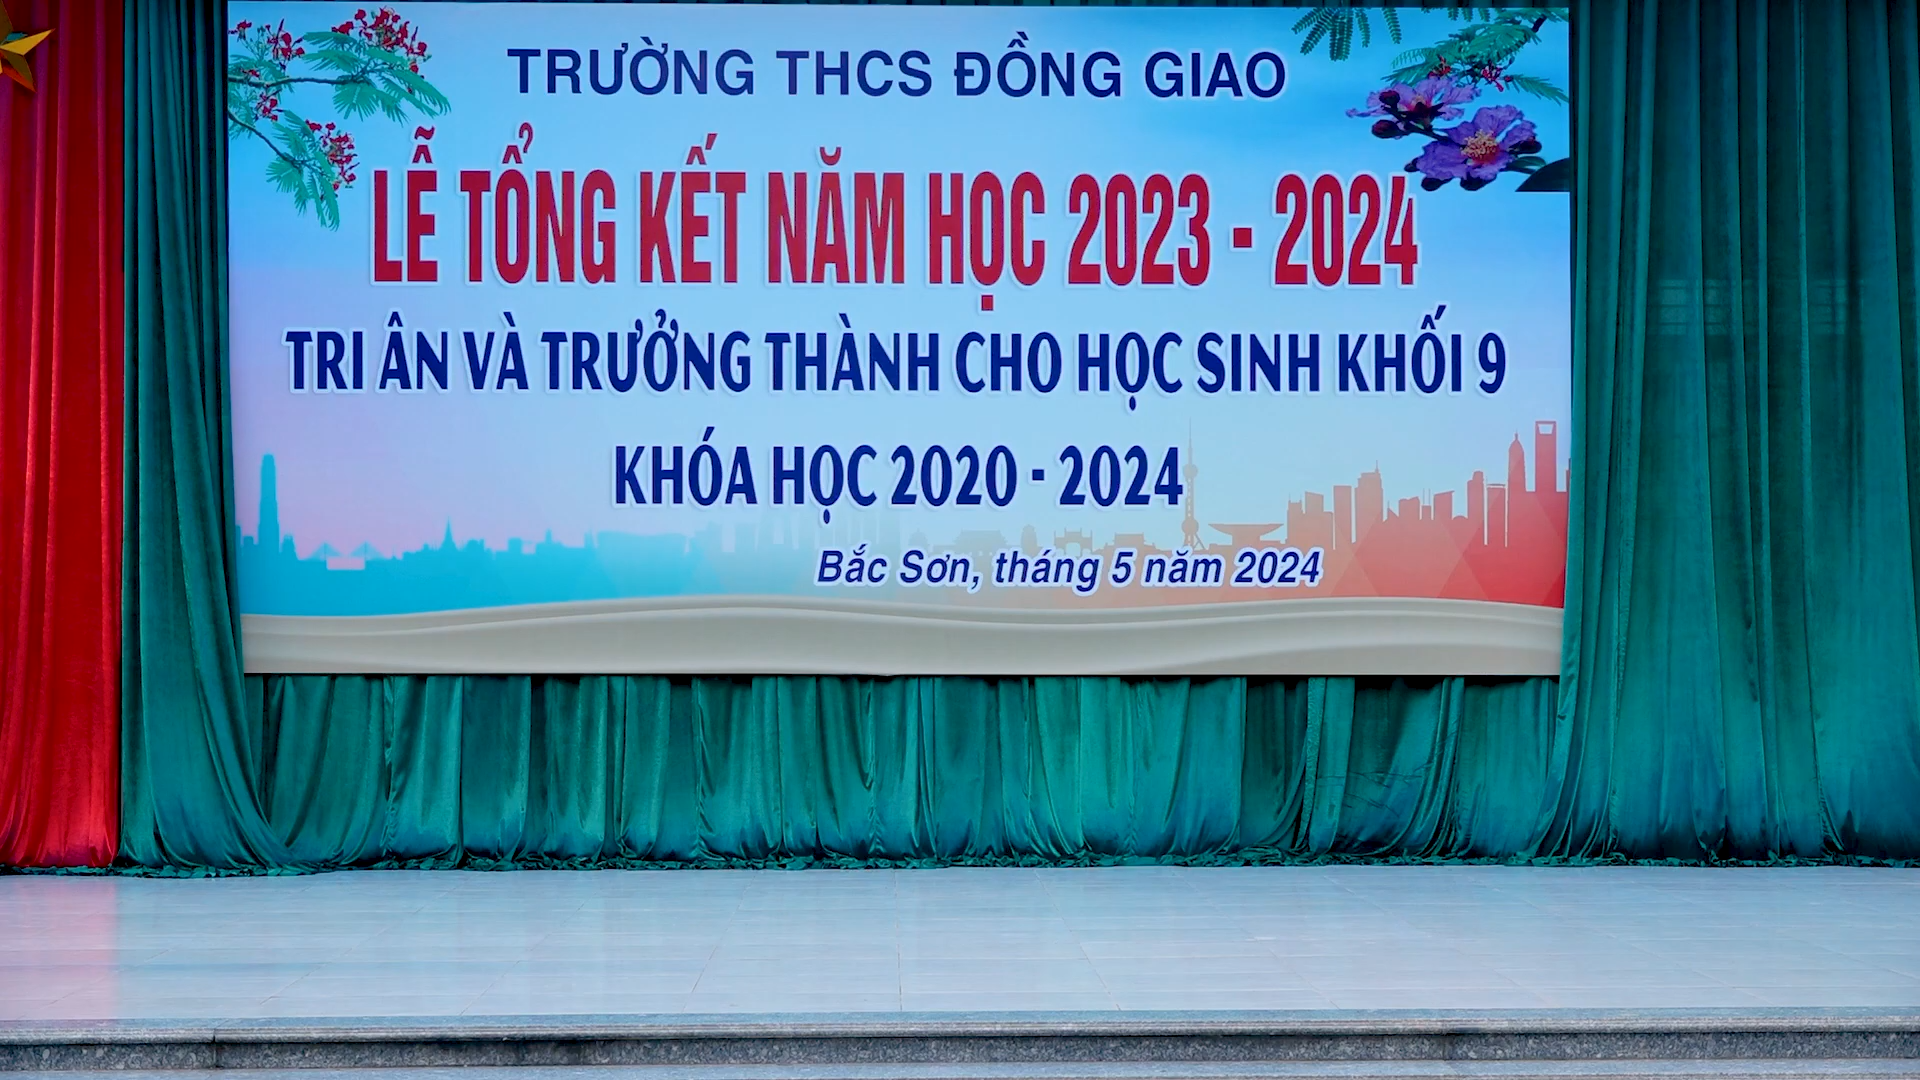 TRƯỜNG THCS ĐỒNG GIAO
LỄ TỔNG KẾT NĂM HỌC 2023 - 2024
TRI ÂN VÀ TRƯỞNG THÀNH CHO HỌC SINH KHỐI 9
KHÓA HỌC 2020 - 2024
Bắc Sơn, tháng 5 năm 2024